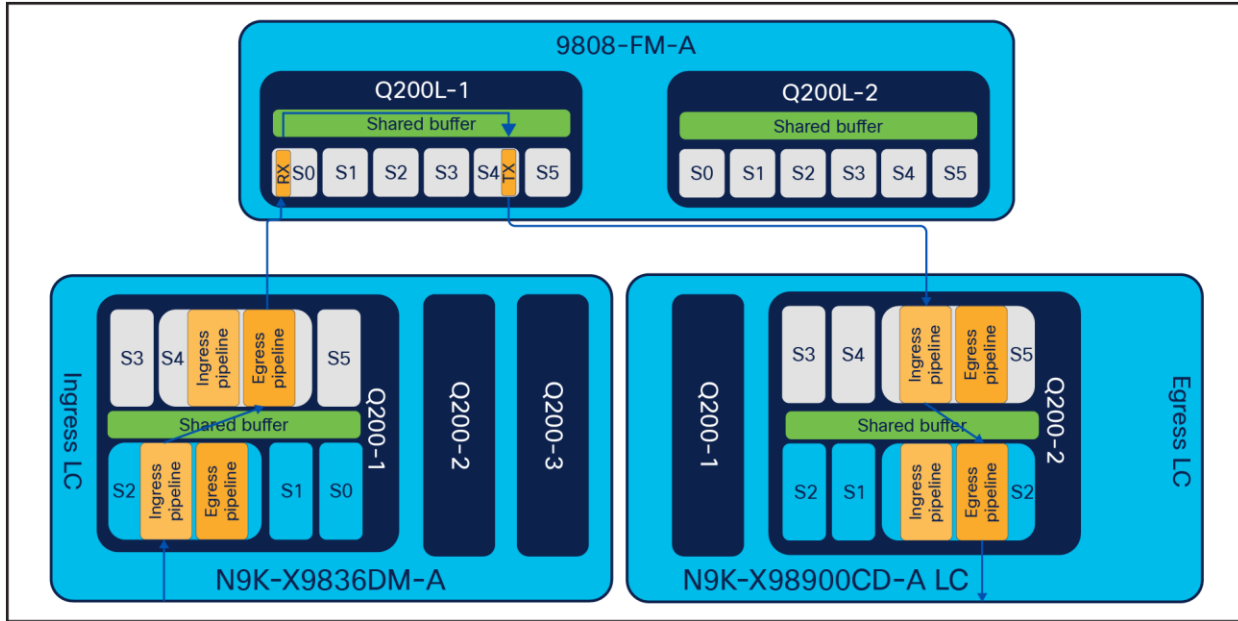 9808-FM-A
Q200L-1
Shared buffer
RX
S0
S1
S2
S3
S4
TX
S5
Q200L-2
Shared buffer
S0
S1
S2
S3
S4
S5
Ingress LC
S3
S4
Ingress
pipeline
Egress
pipeline
S5
Shared buffer
S2
Ingress
pipeline
Egress
pipeline
S1
S0
Q200-1
Q200-2
Q200-3
N9K-X9836DM-A
Q200-1
S3
S4
Ingress
pipeline
Egress
pipeline
S5
Shared buffer
S2
S1
Ingress
pipeline
Egress
pipeline
S2
Q200-2
Egress LC
N9K-X98900CD-A LC